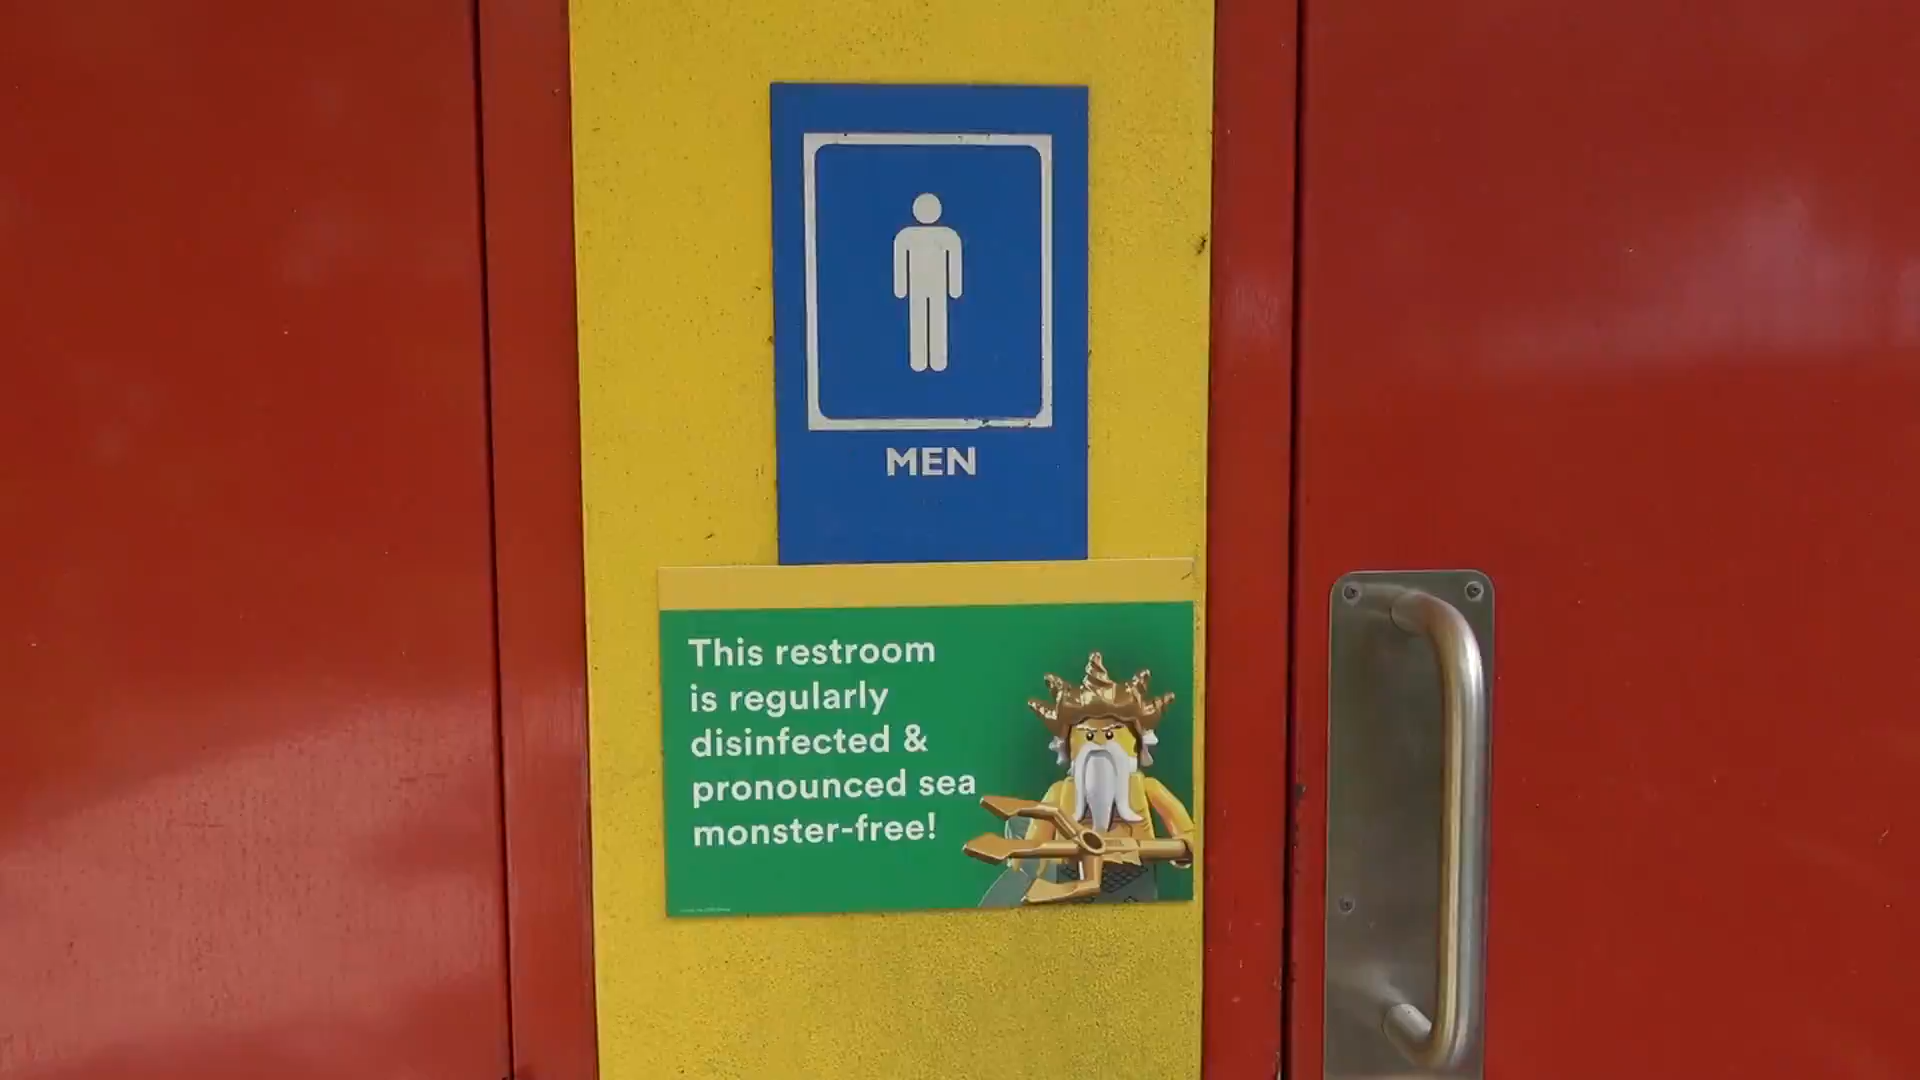 MEN
This restroom
is regularly
disinfected &
pronounced sea
monster-free!